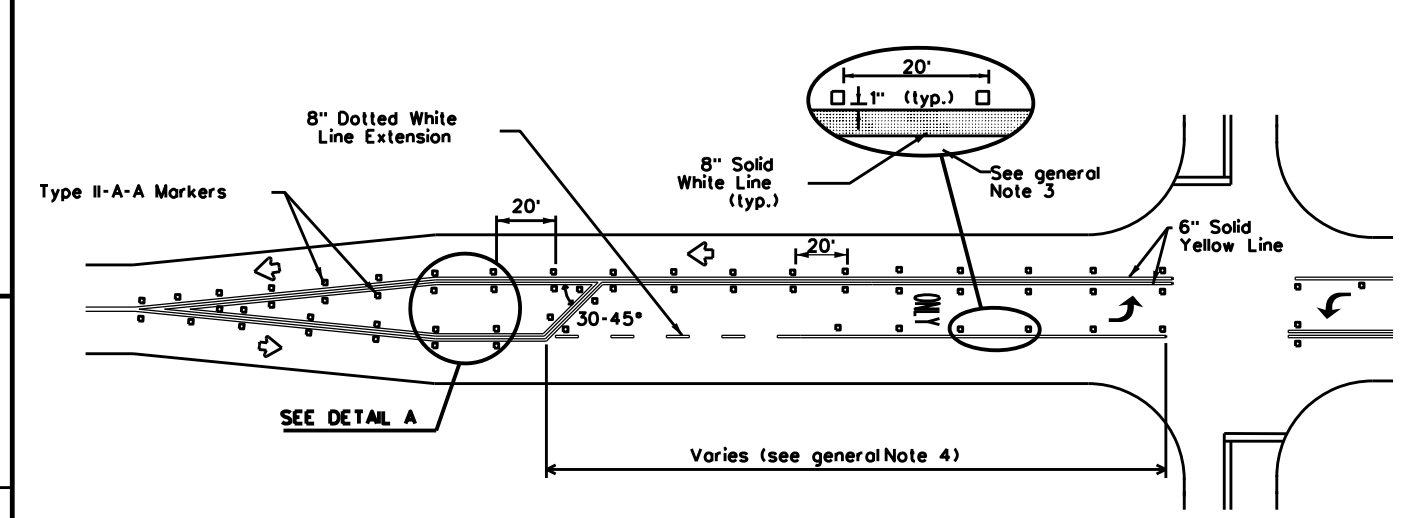 20'
1" (typ.)
8" Dotted White
Line Extension
8" Solid
White Line
(typ.)
See general
Note 3
Type II-A-A Markers
20'
6" Solid
Yellow Line
20'
ONLY
30-45°
SEE DETAIL A
Varies (see general Note 4)